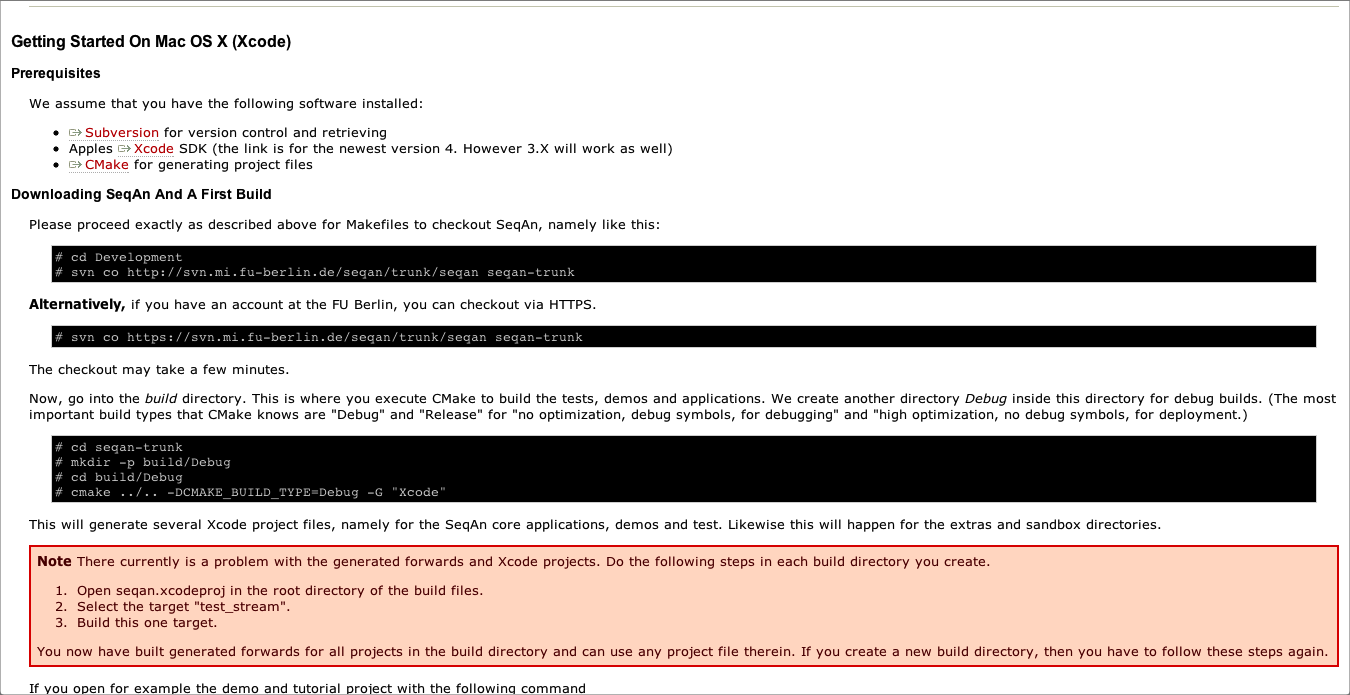 Getting Started On Mac OS X (Xcode)
Prerequisites
We assume that you have the following software installed:
• Subversion for version control and retrieving
• Apples Xcode SDK (the link is for the newest version 4. However 3.X will work as well)
• CMake for generating project files
Downloading SeqAn And A First Build
Please proceed exactly as described above for Makefiles to checkout SeqAn, namely like this:
# cd Development
# svn co http://svn.mi.fu-berlin.de/seqan/trunk/seqan seqan-trunk
Alternatively, if you have an account at the FU Berlin, you can checkout via HTTPS.
# svn co https://svn.mi.fu-berlin.de/seqan/trunk/seqan seqan-trunk
The checkout may take a few minutes.
Now, go into the build directory. This is where you execute CMake to build the tests, demos and applications. We create another directory Debug inside this directory for debug builds. (The most
important build types that CMake knows are "Debug" and "Release" for "no optimization, debug symbols, for debugging" and "high optimization, no debug symbols, for deployment.)
# cd seqan-trunk
# mkdir -p build/Debug
# cd build/Debug
# cmake ../.. -DCMAKE_BUILD_TYPE=Debug -G "Xcode"
This will generate several Xcode project files, namely for the SeqAn core applications, demos and test. Likewise this will happen for the extras and sandbox directories.
Note There currently is a problem with the generated forwards and Xcode projects. Do the following steps in each build directory you create.
1. Open seqan.xcodeproj in the root directory of the build files.
2. Select the target "test_stream".
3. Build this one target.
You now have built generated forwards for all projects in the build directory and can use any project file therein. If you create a new build directory, then you have to follow these steps again.
If you open for example the demo and tutorial project with the following command